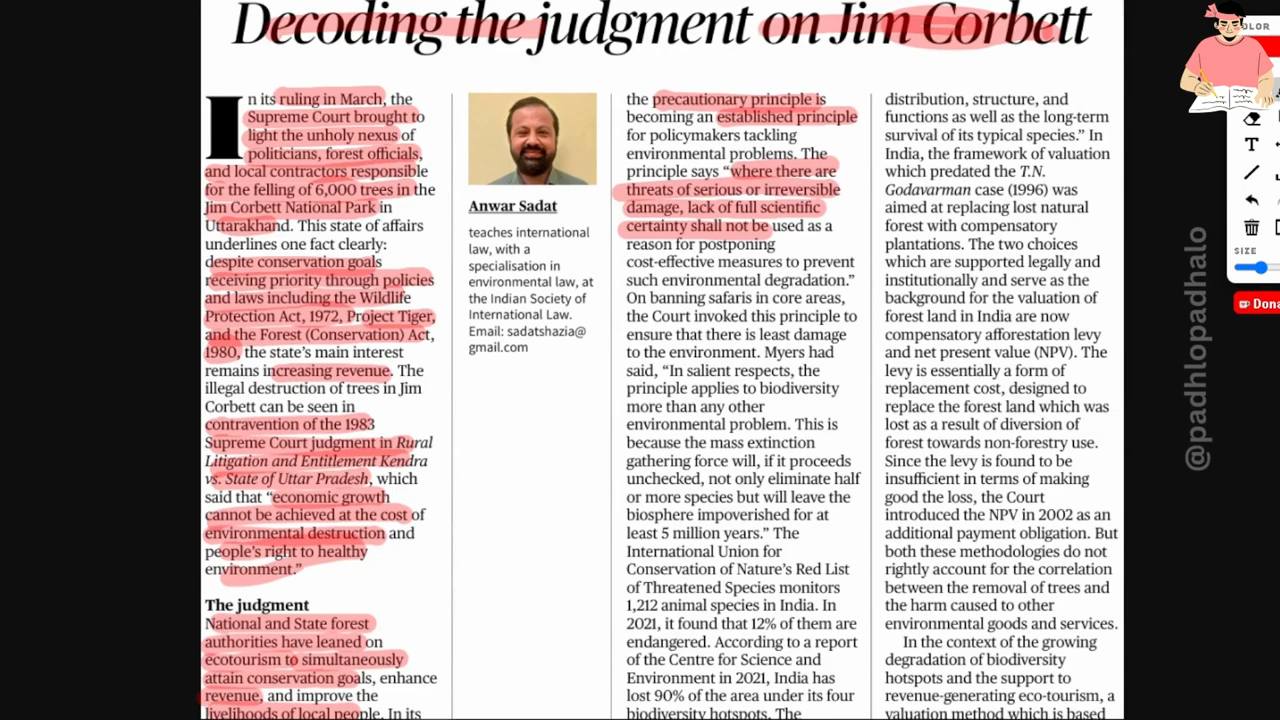 Decoding the judgment on Jim Corbett
In its ruling in March, the
Supreme Court brought to
light the unholy nexus of
politicians, forest officials,
and local contractors responsible
for the felling of 6,000 trees in the
Jim Corbett National Park in
Uttarakhand. This state of affairs
underlines one fact clearly:
despite conservation goals
receiving priority through policies
and laws including the Wildlife
Protection Act, 1972, Project Tiger,
and the Forest (Conservation) Act,
1980, the state's main interest
remains increasing revenue. The
illegal destruction of trees in Jim
Corbett can be seen in
contravention of the 1983
Supreme Court judgment in Rural
Litigation and Entitlement Kendra
vs. State of Uttar Pradesh, which
said that “economic growth
cannot be achieved at the cost of
environmental destruction and
people's right to healthy
environment.”
The judgment
National and State forest
authorities have leaned on
ecotourism to simultaneously
attain conservation goals, enhance
revenue, and improve the
livelihoods of local people. In its
Anwar Sadat
teaches international
law, with a
specialisation in
environmental law, at
the Indian Society of
International Law.
Email: sadatshazia@
gmail.com
the precautionary principle is
becoming an established principle
for policymakers tackling
environmental problems. The
principle says “where there are
threats of serious or irreversible
damage, lack of full scientific
certainty shall not be used as a
reason for postponing
cost-effective measures to prevent
such environmental degradation.”
On banning safaris in core areas,
the Court invoked this principle to
ensure that there is least damage
to the environment. Myers had
said, “In salient respects, the
principle applies to biodiversity
more than any other
environmental problem. This is
because the mass extinction
gathering force will, if it proceeds
unchecked, not only eliminate half
or more species but will leave the
biosphere impoverished for at
least 5 million years.” The
International Union for
Conservation of Nature's Red List
of Threatened Species monitors
1,212 animal species in India. In
2021, it found that 12% of them are
endangered. According to a report
of the Centre for Science and
Environment in 2021, India has
lost 90% of the area under its four
biodiversity hotspots. The
distribution, structure, and
functions as well as the long-term
survival of its typical species.” In
India, the framework of valuation
which predated the T.N.
Godavarman case (1996) was
aimed at replacing lost natural
forest with compensatory
plantations. The two choices
which are supported legally and
institutionally and serve as the
background for the valuation of
forest land in India are now
compensatory afforestation levy
and net present value (NPV). The
levy is essentially a form of
replacement cost, designed to
replace the forest land which was
lost as a result of diversion of
forest towards non-forestry use.
Since the levy is found to be
insufficient in terms of making
good the loss, the Court
introduced the NPV in 2002 as an
additional payment obligation. But
both these methodologies do not
rightly account for the correlation
between the removal of trees and
the harm caused to other
environmental goods and services.
In the context of the growing
degradation of biodiversity
hotspots and the support to
revenue-generating eco-tourism, a
valuation method which is based
@padhlopadhalo
OLOR
T
SIZE
Dona